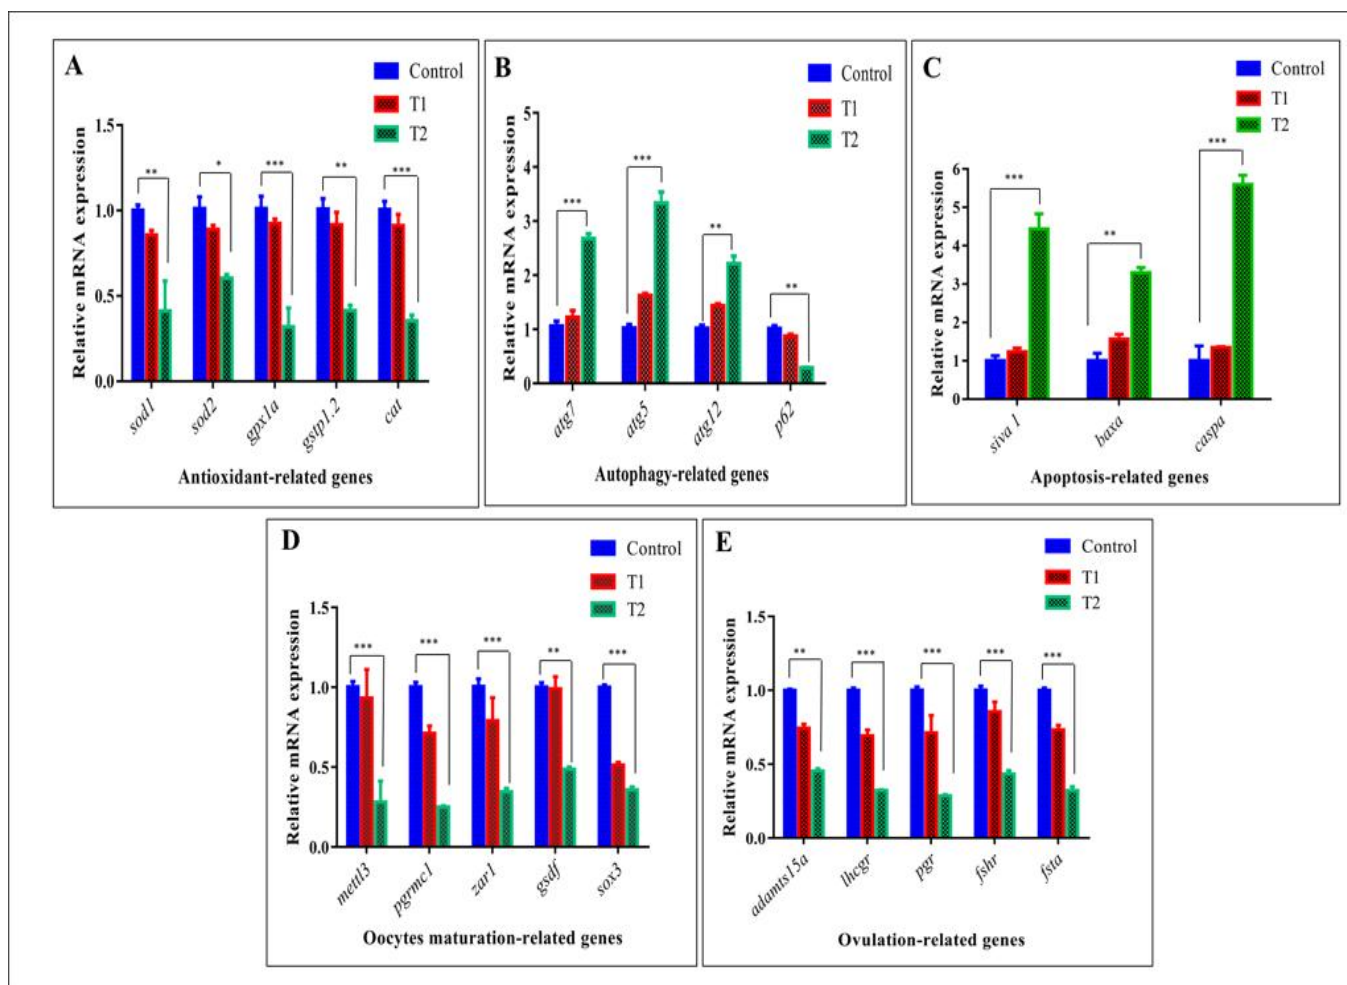 A
Control
T1
T2
Relative mRNA expression
1.5
1.0
0.5
0.0
** * *** ** ***
sod1 sod2 gpx1a gstp1.2 cat
Antioxidant-related genes
B
Control
T1
T2
Relative mRNA expression
5
4
3
2
1
0
*** *** ** **
atg7 atg5 atg12 p62
Autophagy-related genes
C
Control
T1
T2
Relative mRNA expression
6
5
4
3
2
1
0
*** ** ***
siva 1 baxa caspa
Apoptosis-related genes
D
Control
T1
T2
Relative mRNA expression
1.5
1.0
0.5
0.0
*** *** *** ** ***
mettl3 pgrmc1 zar1 gsdf sox3
Oocytes maturation-related genes
E
Control
T1
T2
Relative mRNA expression
1.5
1.0
0.5
0.0
** *** *** *** ***
adamts15a lhcgr pgr fshr fsta
Ovulation-related genes